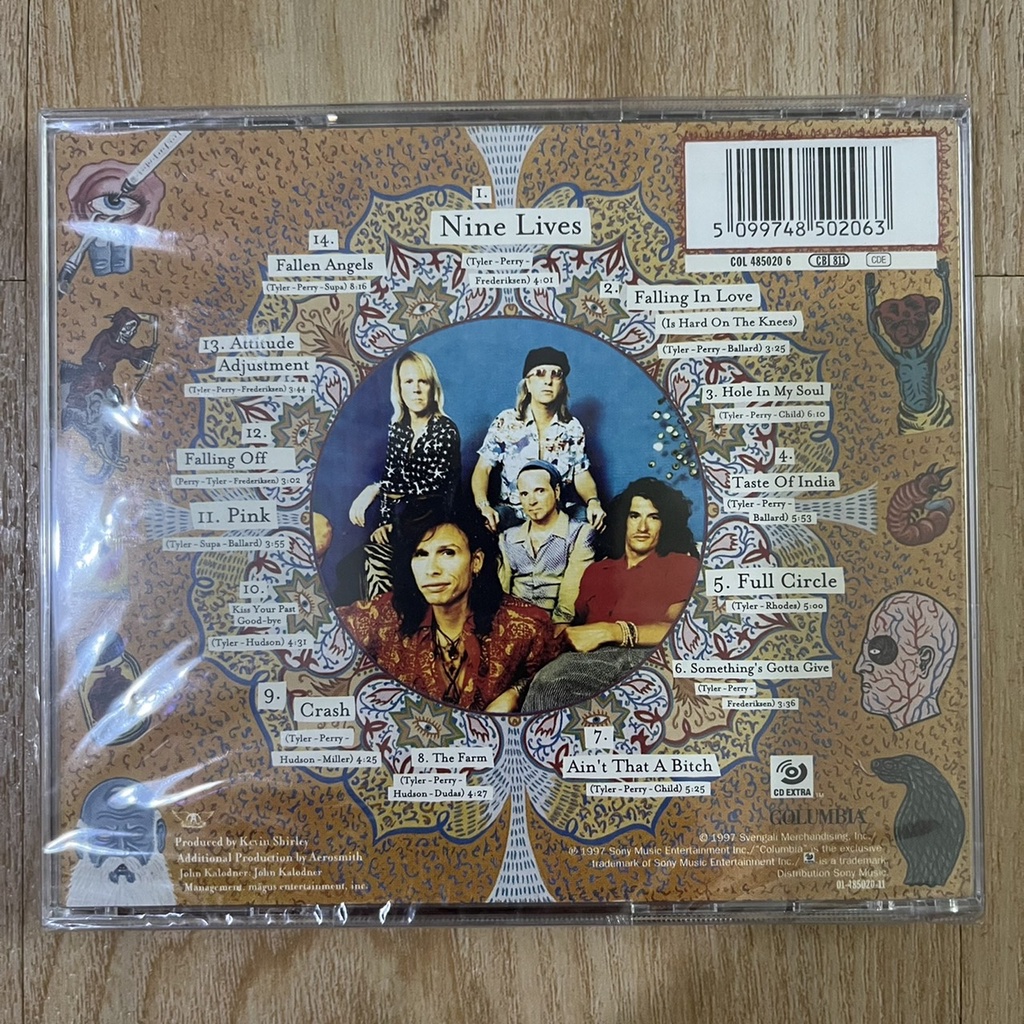 5 099748 502063
COL 485020 6 CB 811 CDE
1.
Nine Lives
(Tyler-Perry-
Frederiksen) 4:01
2.
Falling In Love
(Is Hard On The Knees)
(Tyler-Perry-Ballard) 3:25
3. Hole In My Soul
(Tyler-Perry-Child) 6:10
4.
Taste Of India
(Tyler-Perry
Ballard) 5:53
5. Full Circle
(Tyler-Rhodes) 5:00
6. Something's Gotta Give
(Tyler-Perry-
Frederiksen) 3:36
7.
Ain't That A Bitch
(Tyler-Perry-Child) 5:25
8. The Farm
(Tyler-Perry-
Hudson-Dudas) 4:27
9.
Crash
(Tyler-Perry-
Hudson-Miller) 4:25
10.
Kiss Your Past
Good-bye
(Tyler-Hudson) 4:31
11. Pink
(Tyler-Supa-Ballard) 3:55
12.
Falling Off
(Perry-Tyler-Frederiksen) 3:02
13. Attitude
Adjustment
(Tyler-Perry-Frederiksen) 3:44
14.
Fallen Angels
(Tyler-Perry-Supa) 8:16
Produced by Kevin Shirley
Additional Production by Aerosmith
John Kalodner: John Kalodner
Management: magus entertainment, inc.
CD EXTRA TM
COLUMBIA
© 1997 Svengali Merchandising, Inc./
℗ 1997 Sony Music Entertainment Inc./"Columbia" is the exclusive
trademark of Sony Music Entertainment Inc./ is a trademark.
Distribution Sony Music.
01-485020-11